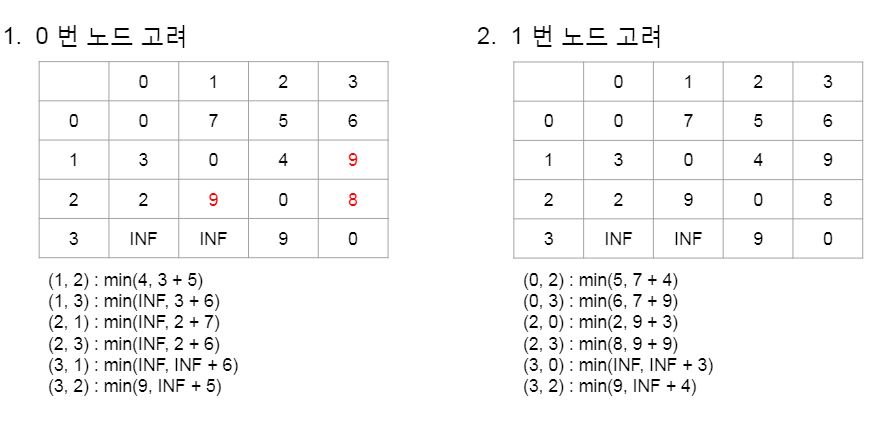 1. 0 번 노드 고려
0 1 2 3
0 0 7 5 6
1 3 0 4 9
2 2 9 0 8
3 INF INF 9 0
(1, 2) : min(4, 3 + 5)
(1, 3) : min(INF, 3 + 6)
(2, 1) : min(INF, 2 + 7)
(2, 3) : min(INF, 2 + 6)
(3, 1) : min(INF, INF + 6)
(3, 2) : min(9, INF + 5)
2. 1 번 노드 고려
0 1 2 3
0 0 7 5 6
1 3 0 4 9
2 2 9 0 8
3 INF INF 9 0
(0, 2) : min(5, 7 + 4)
(0, 3) : min(6, 7 + 9)
(2, 0) : min(2, 9 + 3)
(2, 3) : min(8, 9 + 9)
(3, 0) : min(INF, INF + 3)
(3, 2) : min(9, INF + 4)